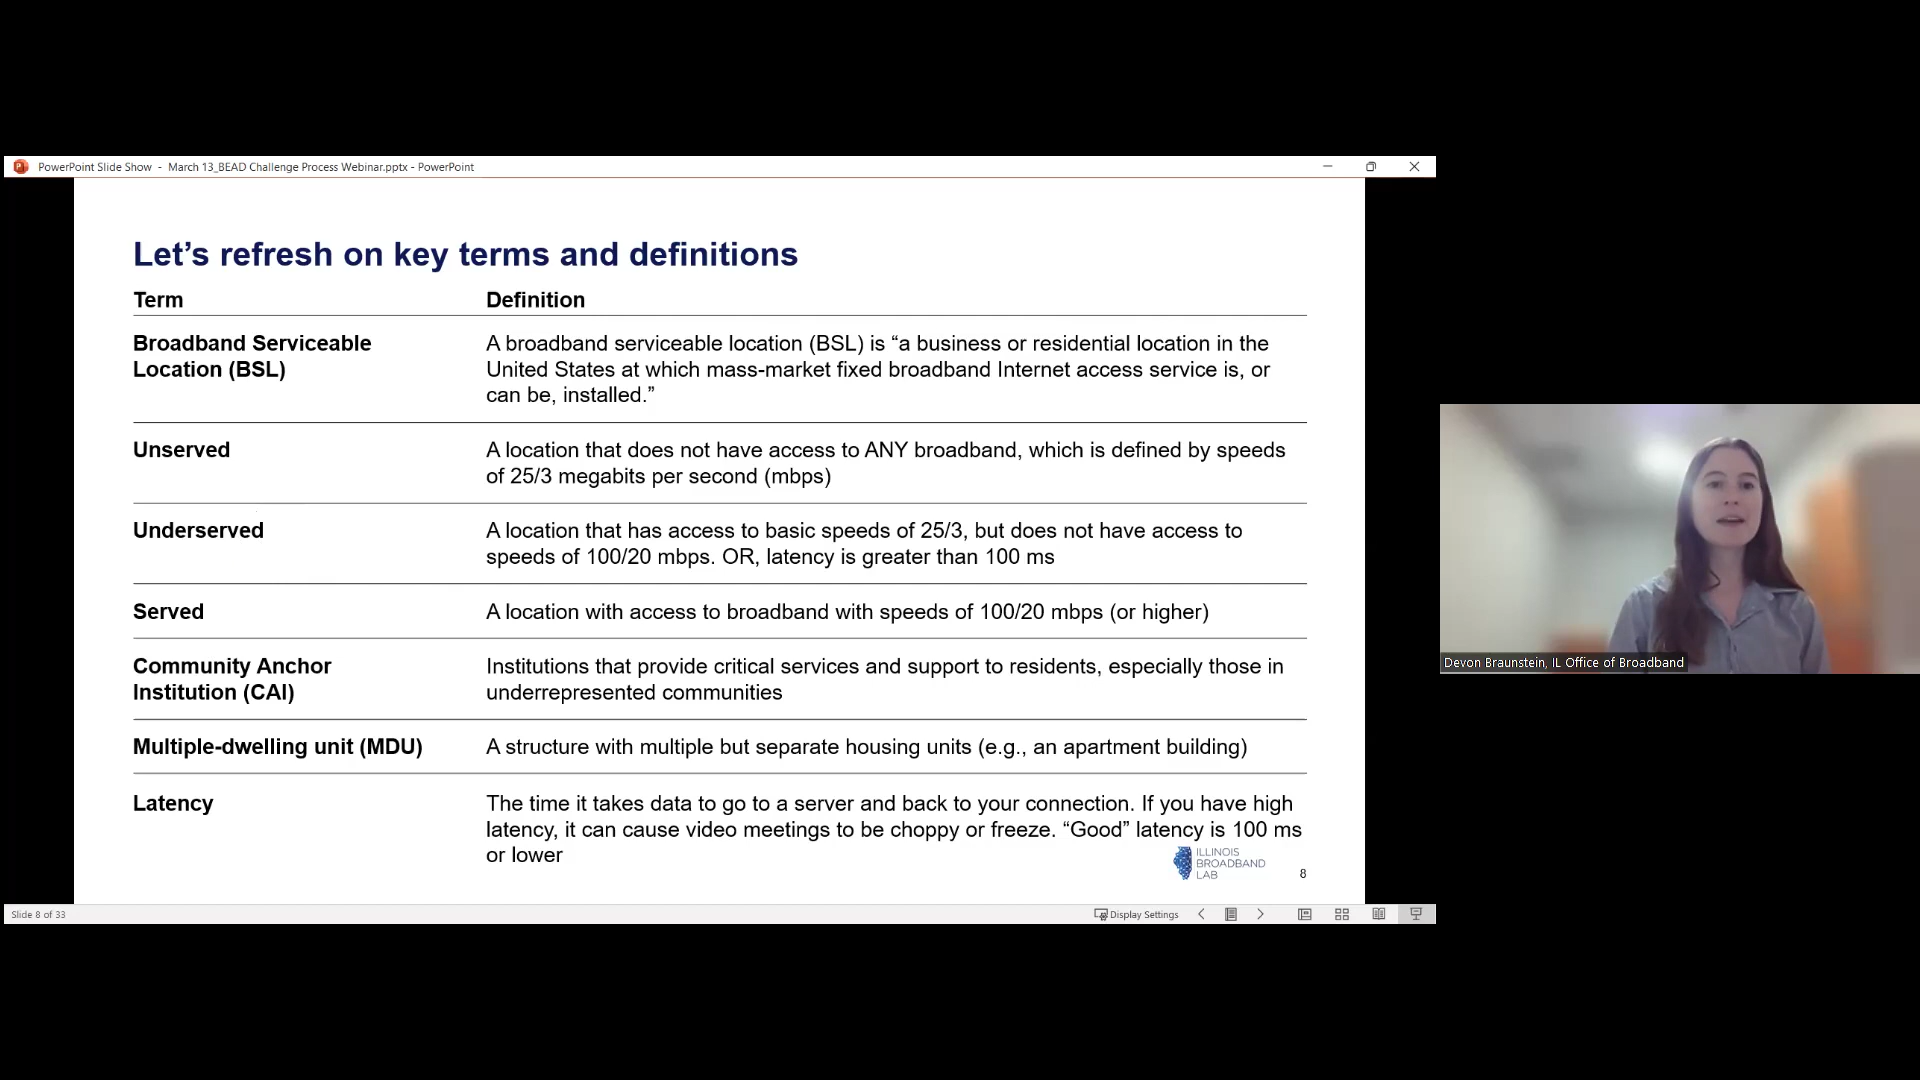 PowerPoint Slide Show - March 13_BEAD Challenge Process Webinar.pptx - PowerPoint
Let’s refresh on key terms and definitions
Term Definition
Broadband Serviceable
Location (BSL)
A broadband serviceable location (BSL) is “a business or residential location in the
United States at which mass-market fixed broadband Internet access service is, or
can be, installed.”
Unserved
A location that does not have access to ANY broadband, which is defined by speeds
of 25/3 megabits per second (mbps)
Underserved
A location that has access to basic speeds of 25/3, but does not have access to
speeds of 100/20 mbps. OR, latency is greater than 100 ms
Served
A location with access to broadband with speeds of 100/20 mbps (or higher)
Community Anchor
Institution (CAI)
Institutions that provide critical services and support to residents, especially those in
underrepresented communities
Multiple-dwelling unit (MDU)
A structure with multiple but separate housing units (e.g., an apartment building)
Latency
The time it takes data to go to a server and back to your connection. If you have high
latency, it can cause video meetings to be choppy or freeze. “Good” latency is 100 ms
or lower
ILLINOIS
BROADBAND
LAB
8
Slide 8 of 33
Display Settings
Devon Braunstein, IL Office of Broadband